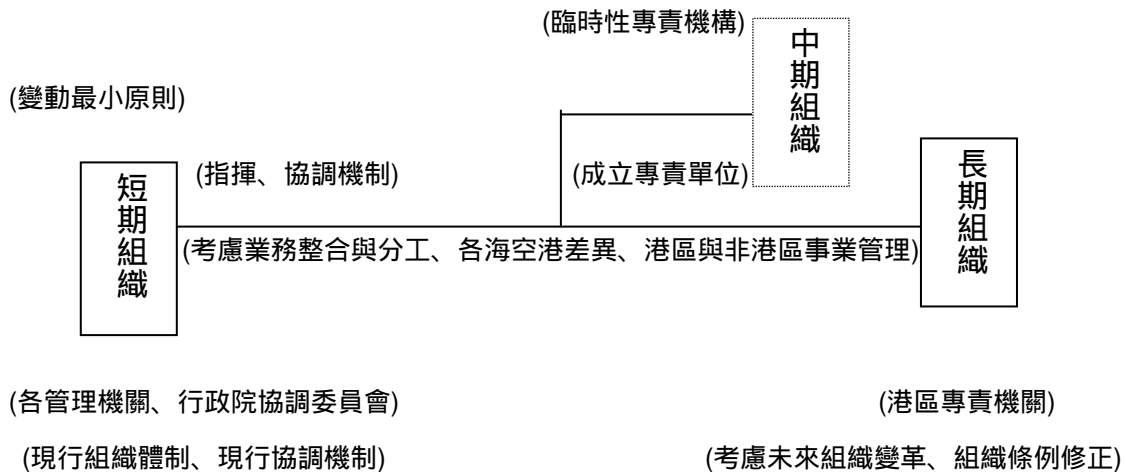 (臨時性專責機構)
中期組織
(變動最小原則)
(指揮、協調機制)
(成立專責單位)
短期組織
長期組織
(考慮業務整合與分工、各海空港差異、港區與非港區事業管理)
(各管理機關、行政院協調委員會)
(港區專責機關)
(現行組織體制、現行協調機制)
(考慮未來組織變革、組織條例修正)